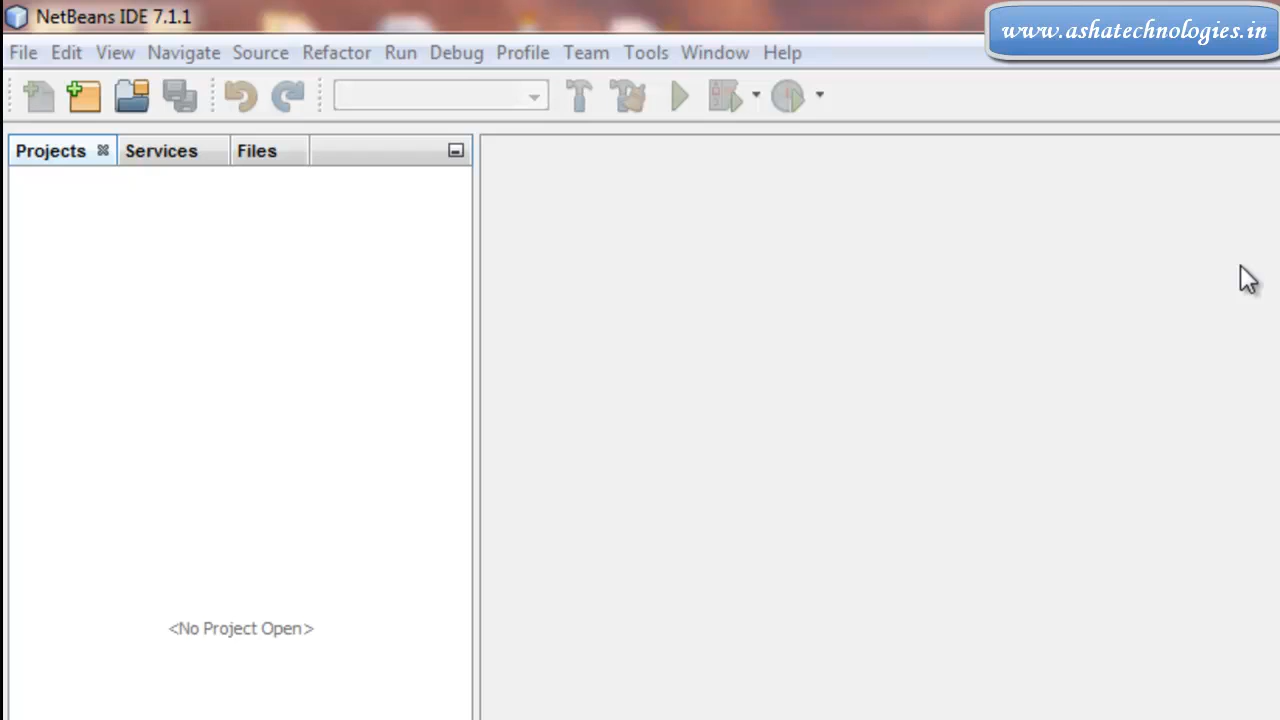 NetBeans IDE 7.1.1
www.ashatechnologies.in
File Edit View Navigate Source Refactor Run Debug Profile Team Tools Window Help
Projects Services Files
<No Project Open>